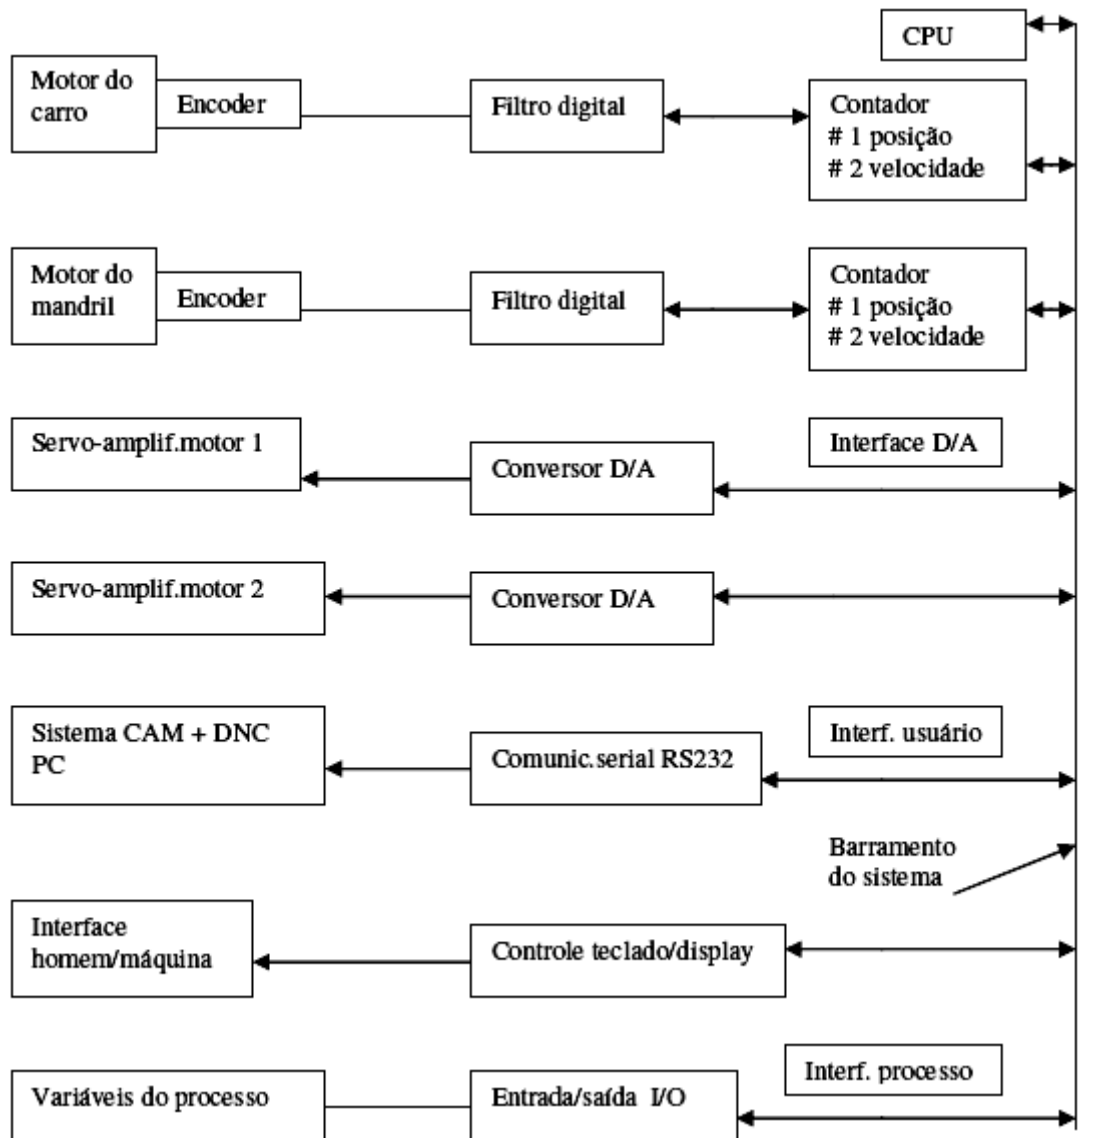 CPU
Motor do
carro
Encoder
Filtro digital
Contador
# 1 posição
# 2 velocidade
Motor do
mandril
Encoder
Filtro digital
Contador
# 1 posição
# 2 velocidade
Servo-amplif.motor 1
Conversor D/A
Interface D/A
Servo-amplif.motor 2
Conversor D/A
Sistema CAM + DNC
PC
Comunic.serial RS232
Interf. usuário
Barramento
do sistema
Interface
homem/máquina
Controle teclado/display
Interf. processo
Variáveis do processo
Entrada/saída I/O